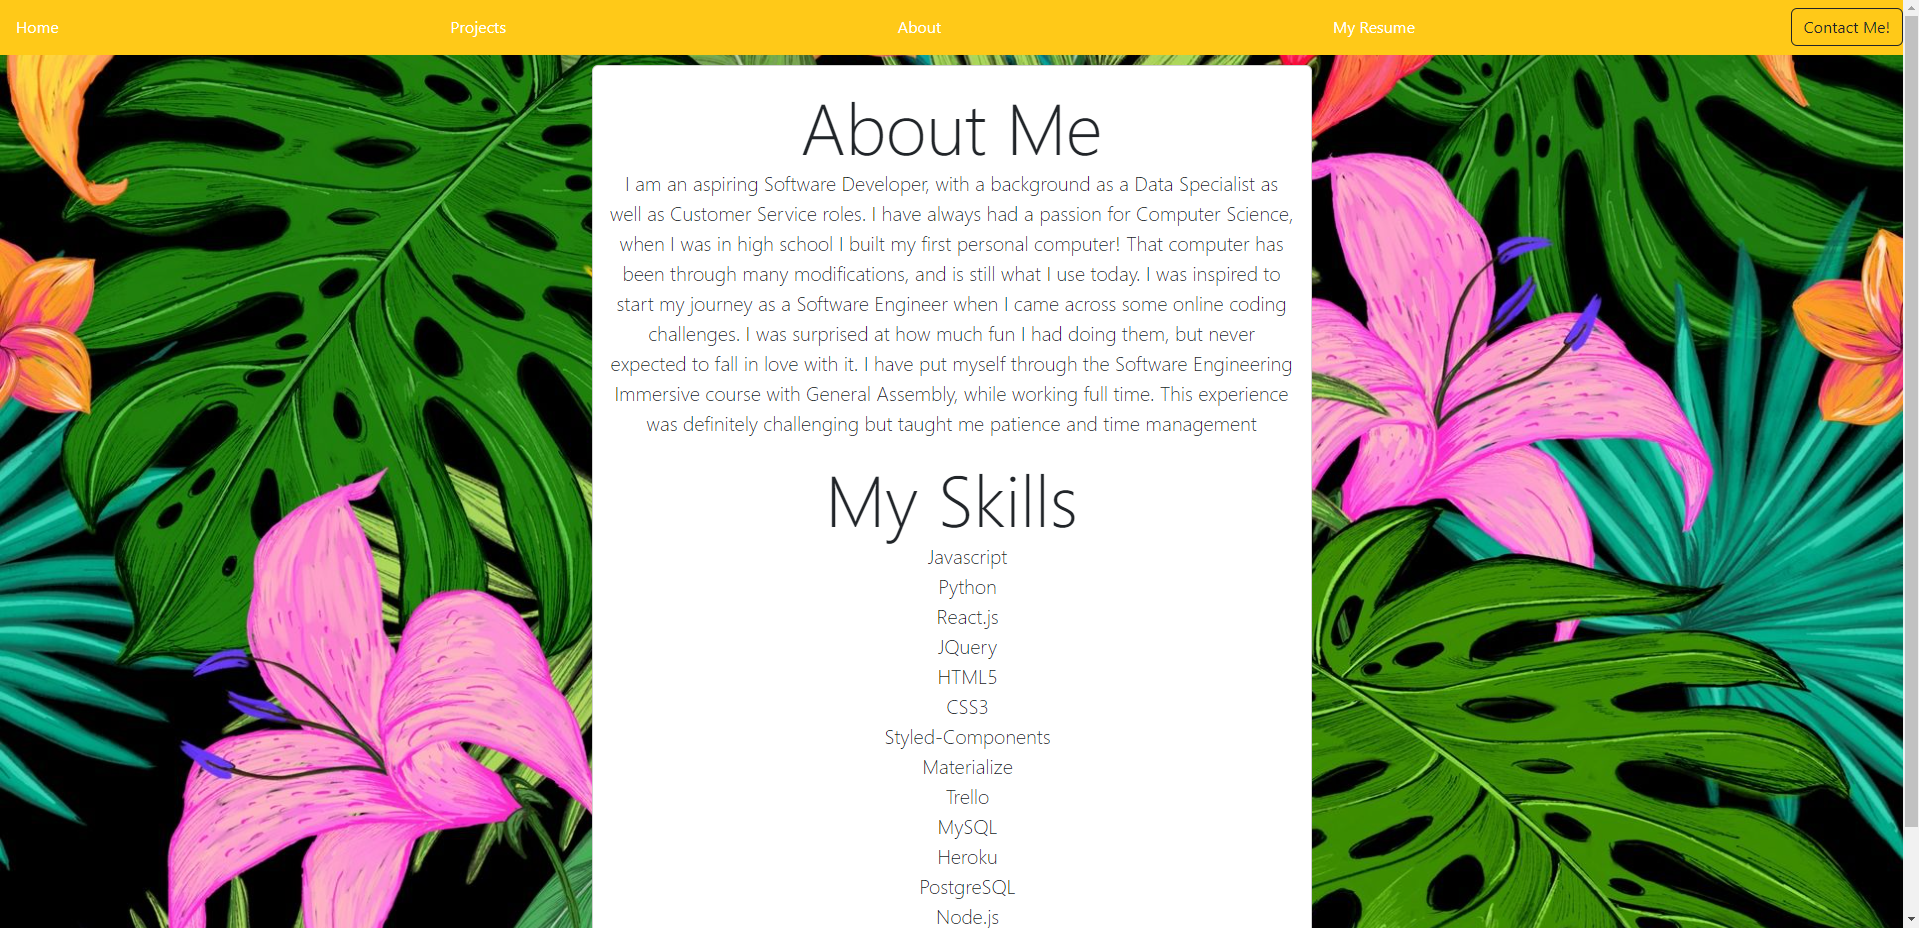 Home Projects About My Resume Contact Me!
About Me
I am an aspiring Software Developer, with a background as a Data Specialist as
well as Customer Service roles. I have always had a passion for Computer Science,
when I was in high school I built my first personal computer! That computer has
been through many modifications, and is still what I use today. I was inspired to
start my journey as a Software Engineer when I came across some online coding
challenges. I was surprised at how much fun I had doing them, but never
expected to fall in love with it. I have put myself through the Software Engineering
Immersive course with General Assembly, while working full time. This experience
was definitely challenging but taught me patience and time management
My Skills
Javascript
Python
React.js
JQuery
HTML5
CSS3
Styled-Components
Materialize
Trello
MySQL
Heroku
PostgreSQL
Node.js